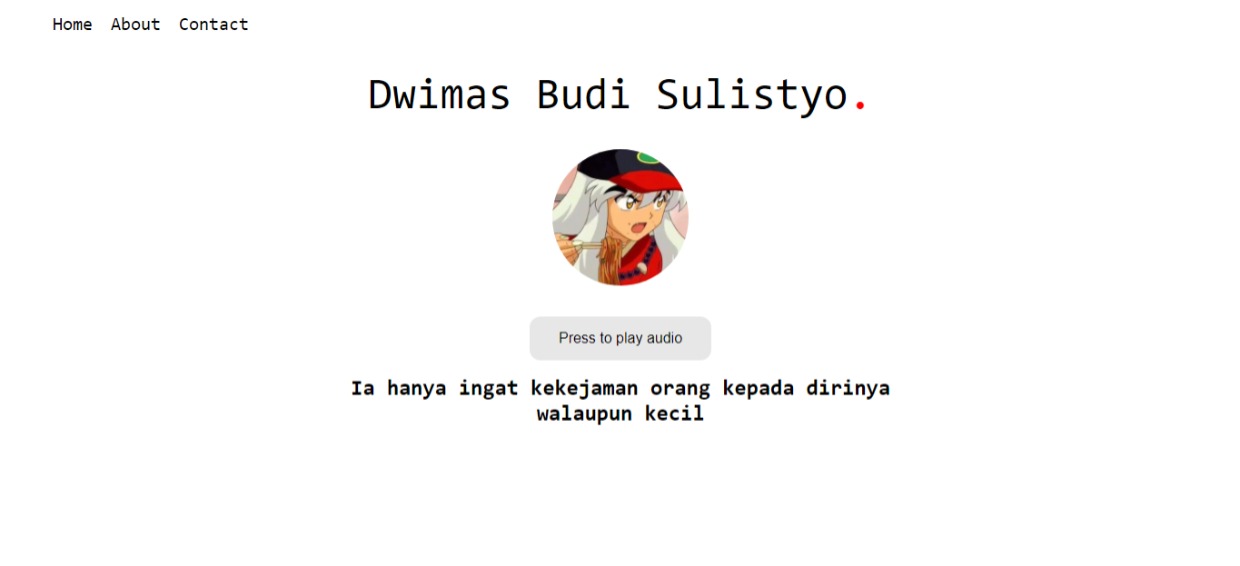 Home About Contact
Dwimas Budi Sulistyo.
Press to play audio
Ia hanya ingat kekejaman orang kepada dirinya
walaupun kecil